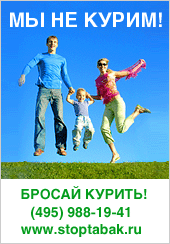 МЫ НЕ КУРИМ!
БРОСАЙ КУРИТЬ!
(495) 988-19-41
www.stoptabak.ru